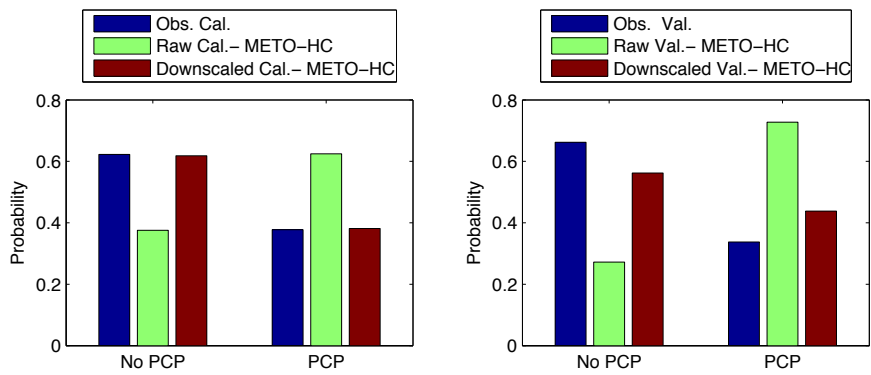 Obs. Cal.
Raw Cal.− METO−HC
Downscaled Cal.− METO−HC
0.8
0.6
0.4
0.2
0
Probability
No PCP
PCP
Obs. Val.
Raw Val.− METO−HC
Downscaled Val.− METO−HC
0.8
0.6
0.4
0.2
0
Probability
No PCP
PCP